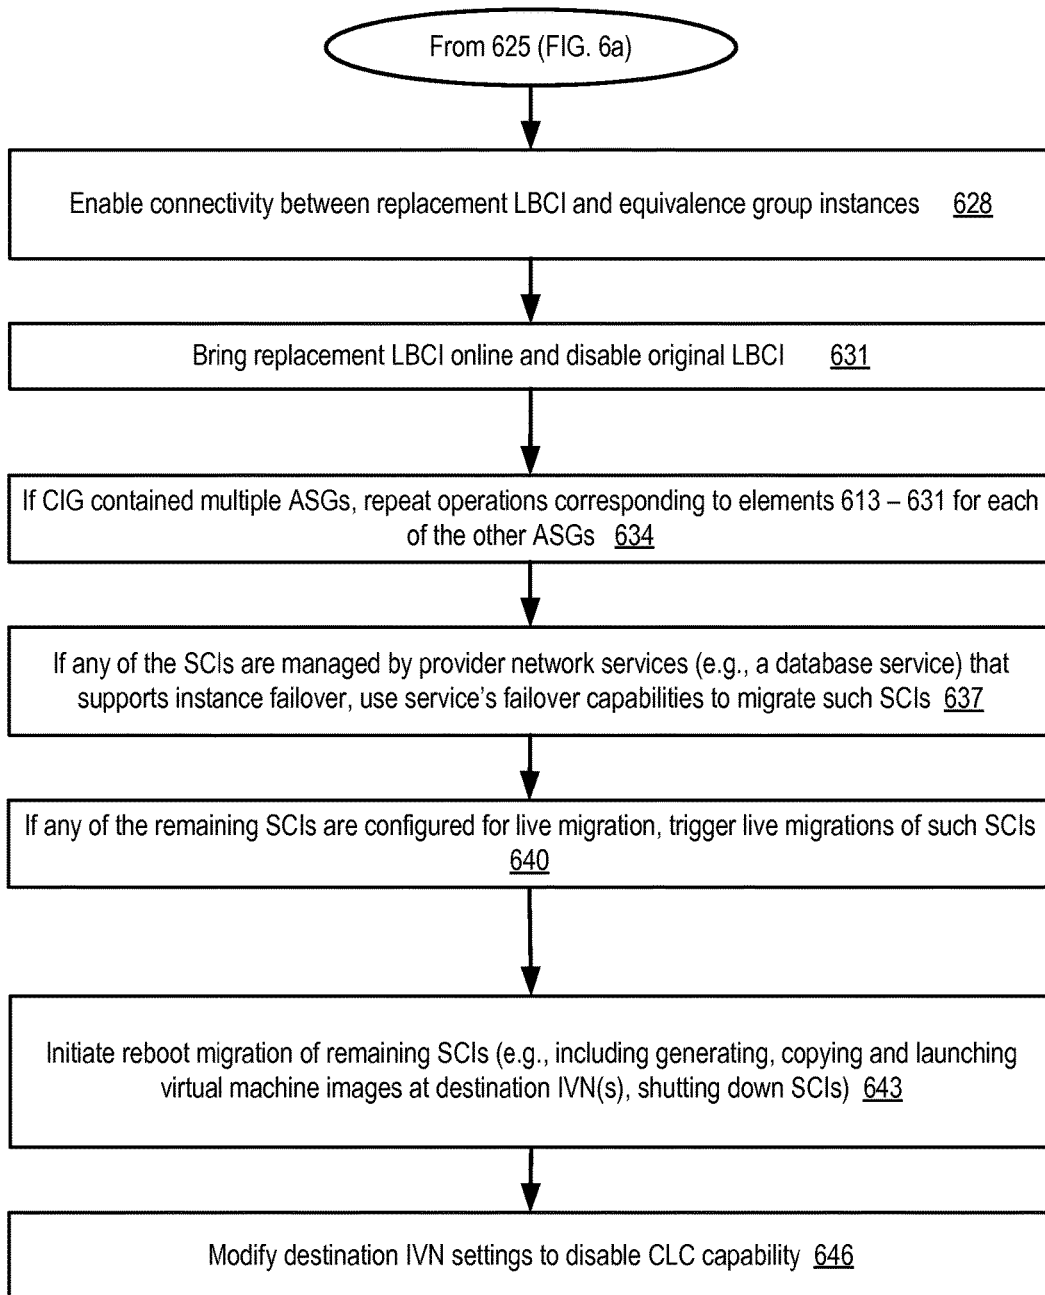 From 625 (FIG. 6a)
Enable connectivity between replacement LBCI and equivalence group instances 628
Bring replacement LBCI online and disable original LBCI 631
If CIG contained multiple ASGs, repeat operations corresponding to elements 613 – 631 for each
of the other ASGs 634
If any of the SCIs are managed by provider network services (e.g., a database service) that
supports instance failover, use service's failover capabilities to migrate such SCIs 637
If any of the remaining SCIs are configured for live migration, trigger live migrations of such SCIs
640
Initiate reboot migration of remaining SCIs (e.g., including generating, copying and launching
virtual machine images at destination IVN(s), shutting down SCIs) 643
Modify destination IVN settings to disable CLC capability 646